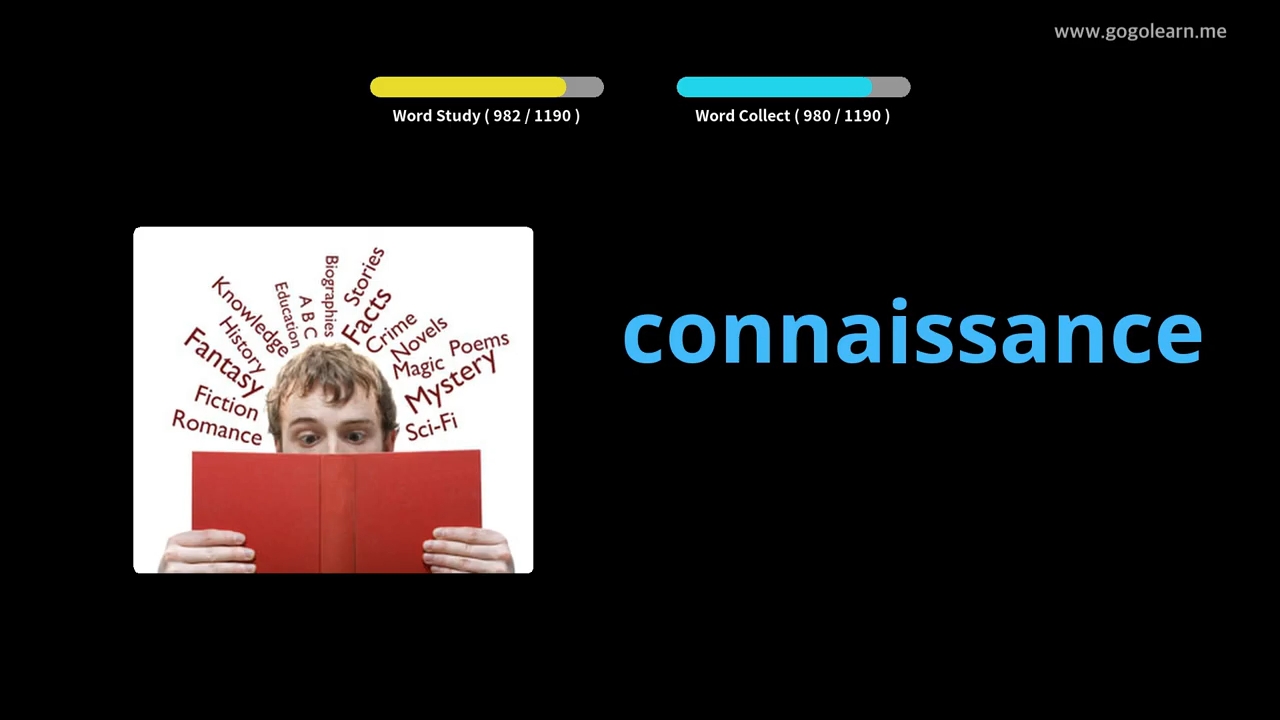 www.gogolearn.me
Word Study ( 982 / 1190 )
Word Collect ( 980 / 1190 )
connaissance
Romance
Fiction
Fantasy
History
Knowledge
Education
A B C
Biographies
Stories
Facts
Crime
Novels
Magic
Poems
Mystery
Sci-Fi